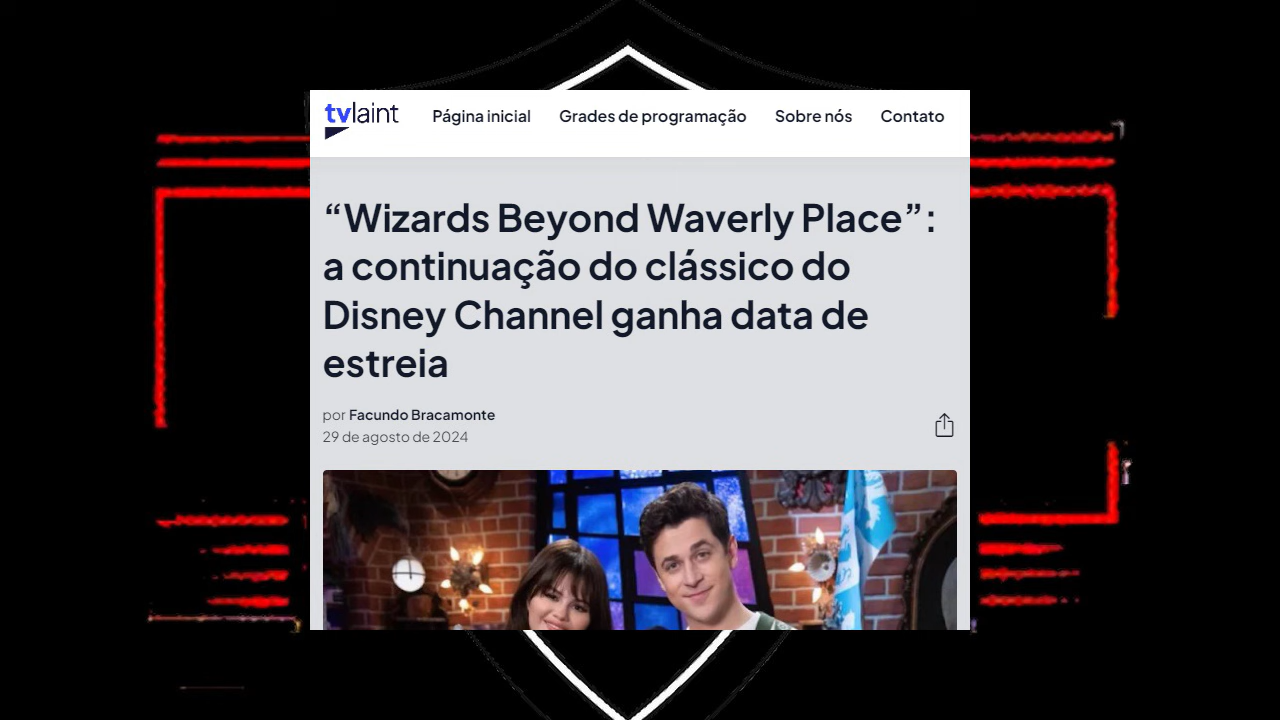 tvlaint
Página inicial
Grades de programação
Sobre nós
Contato
“Wizards Beyond Waverly Place”:
a continuação do clássico do
Disney Channel ganha data de
estreia
por Facundo Bracamonte
29 de agosto de 2024